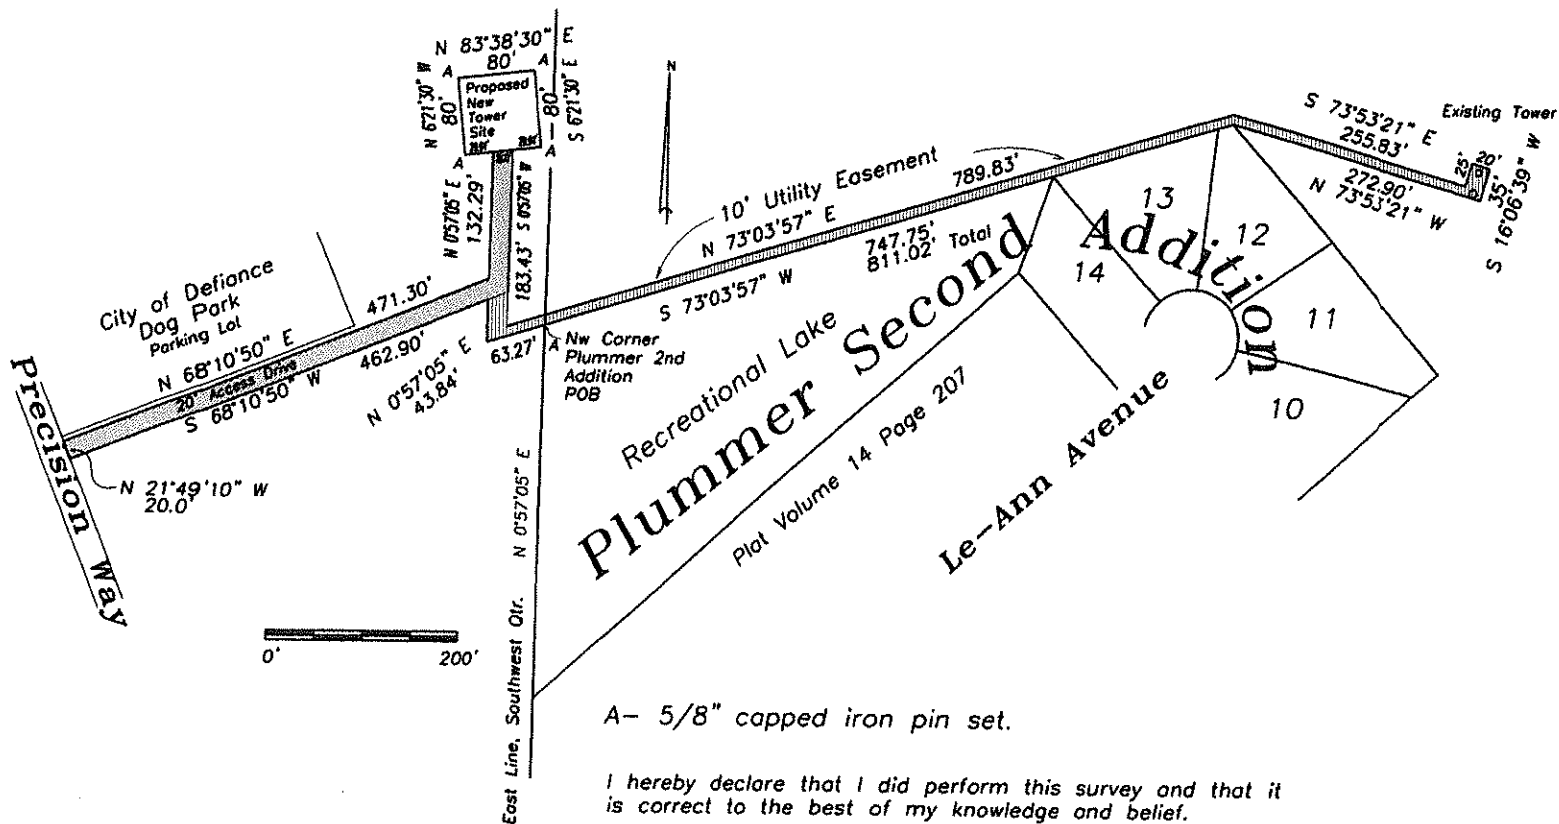 N 83°38'30" E
80'
N 6°21'30" W
80'
80'
S 6°21'30" E
A
A
A
A
Proposed
New
Tower
Site
N
N 0°57'05" E
132.29'
S 0°57'05" W
183.43'
10' Utility Easement
789.83'
N 73°03'57" E
747.75'
811.02' Total
S 73°03'57" W
S 73°53'21" E
255.83'
Existing Tower
25'
20'
35'
S 16°06'39" W
272.90'
N 73°53'21" W
City of Defiance
Dog Park
Parking Lot
471.30'
N 68°10'50" E
20' Access Drive
462.90'
S 68°10'50" W
N 0°57'05" E
43.84'
63.27'
A
Nw Corner
Plummer 2nd
Addition
POB
Precision Way
N 21°49'10" W
20.0'
Recreational Lake
Plummer Second Addition
Plat Volume 14 Page 207
Le-Ann Avenue
13
12
14
11
10
East Line, Southwest Qtr. N 0°57'05" E
0'
200'
A- 5/8" capped iron pin set.
I hereby declare that I did perform this survey and that it
is correct to the best of my knowledge and belief.